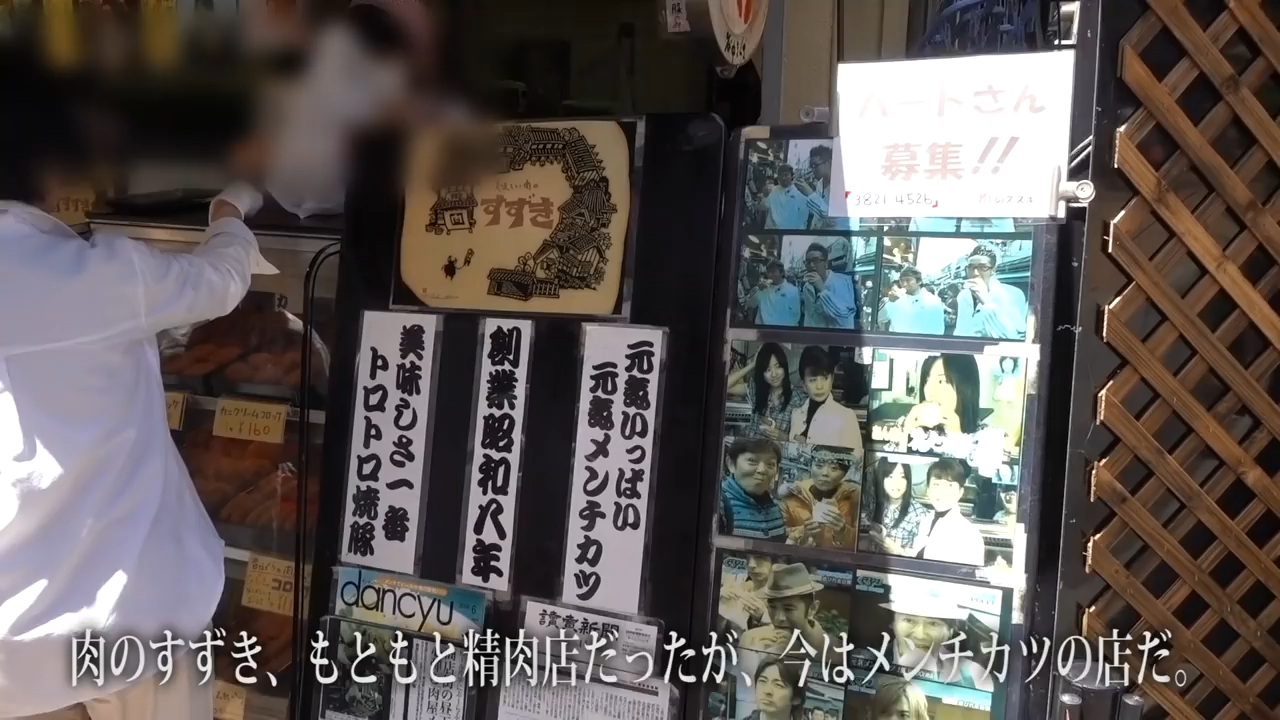 パートさん
募集!!
3821-4526
すずき
元気いっぱい
元気メンチカツ
創業昭和八年
美味しさ一番
トロトロ焼豚
カニクリームコロッケ
¥160
dancyu
読売新聞
肉のすずき、もともと精肉店だったが、今はメンチカツの店だ。